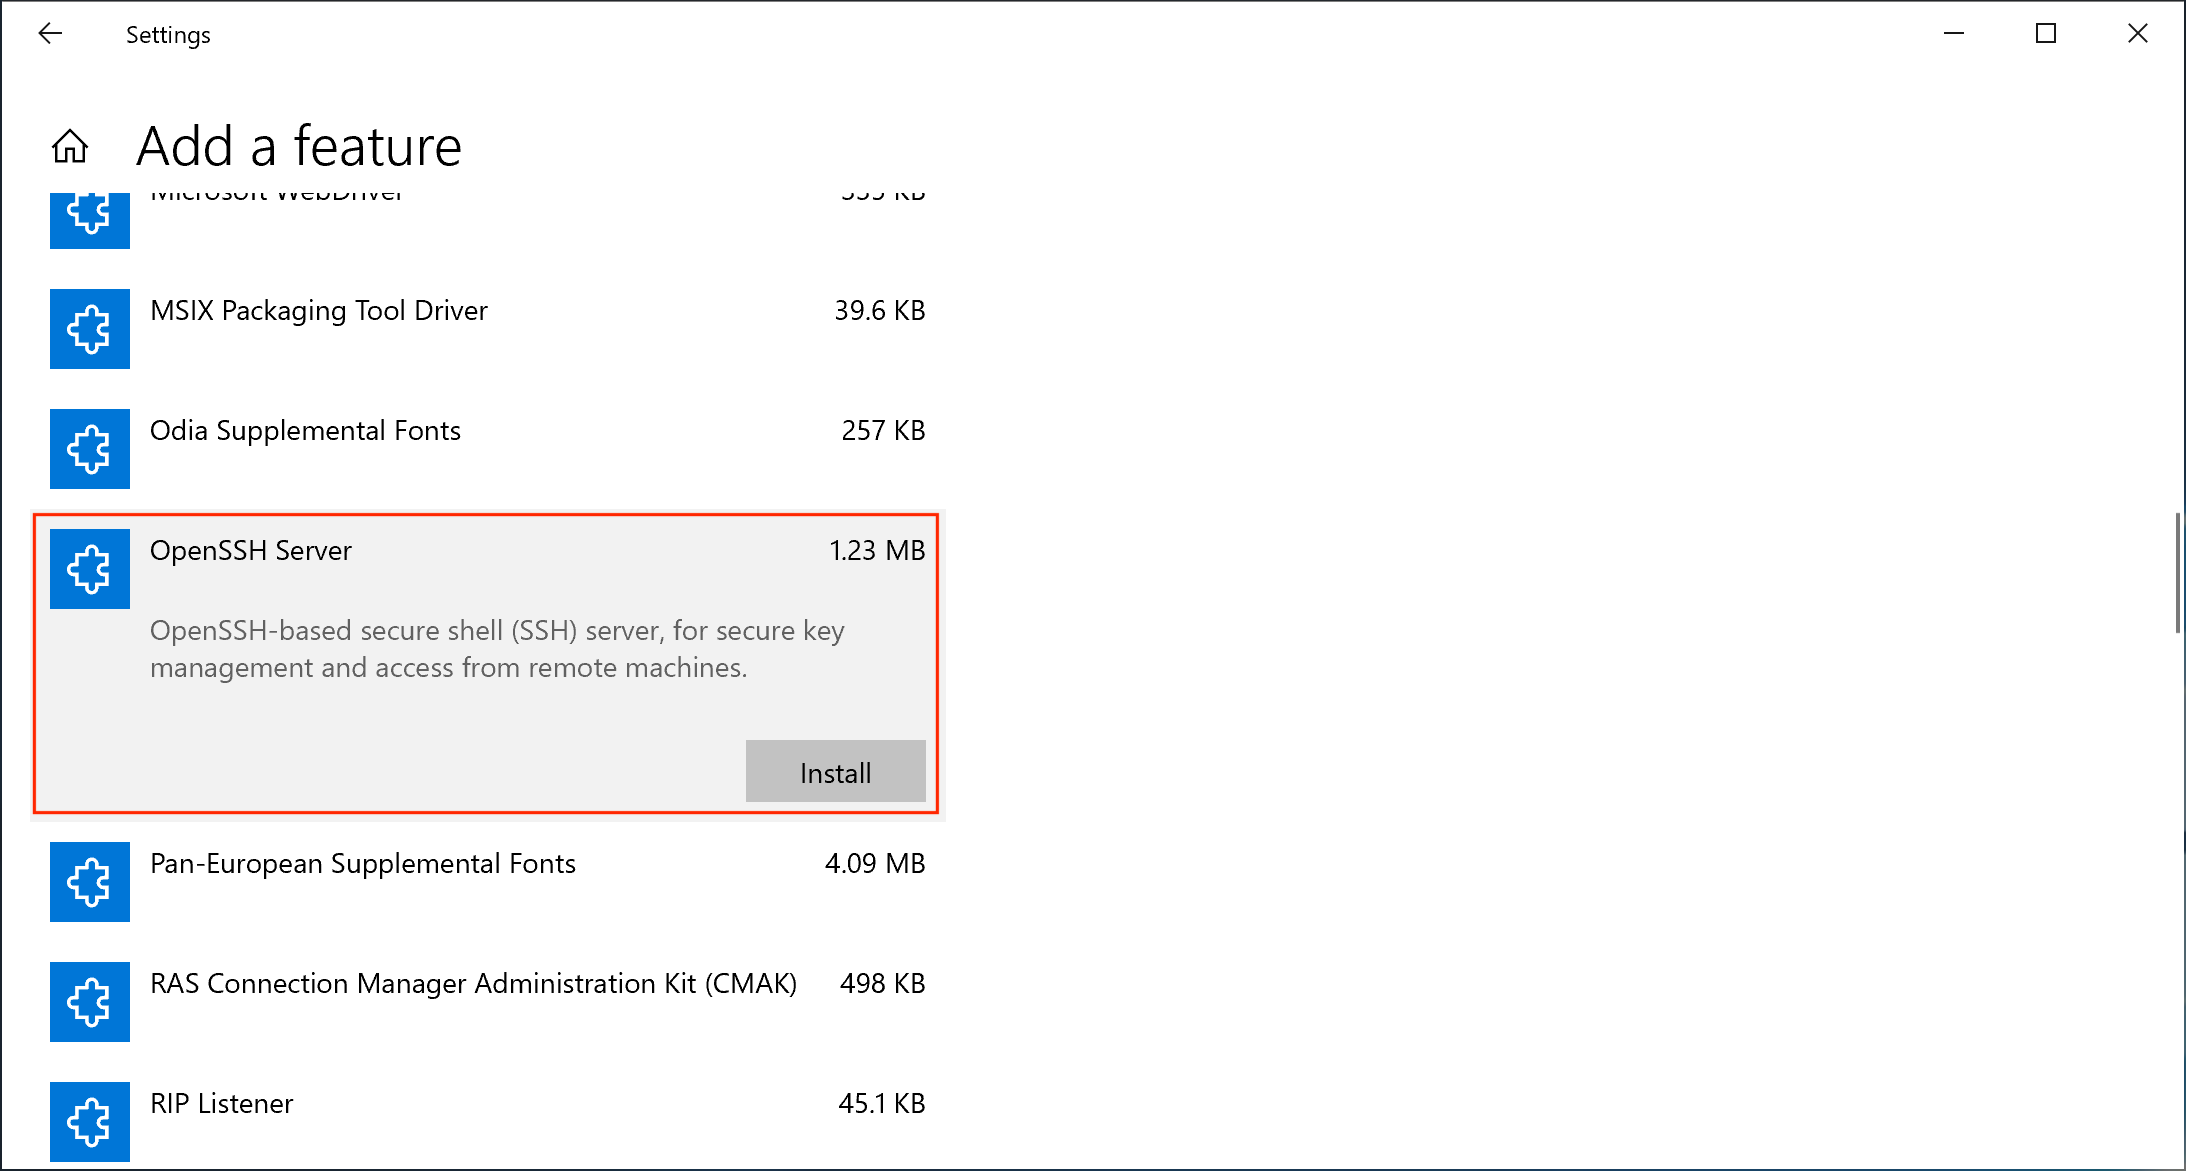 Settings
Add a feature
Microsoft WebDriver
MSIX Packaging Tool Driver 39.6 KB
Odia Supplemental Fonts 257 KB
OpenSSH Server 1.23 MB
OpenSSH-based secure shell (SSH) server, for secure key
management and access from remote machines.
Install
Pan-European Supplemental Fonts 4.09 MB
RAS Connection Manager Administration Kit (CMAK) 498 KB
RIP Listener 45.1 KB